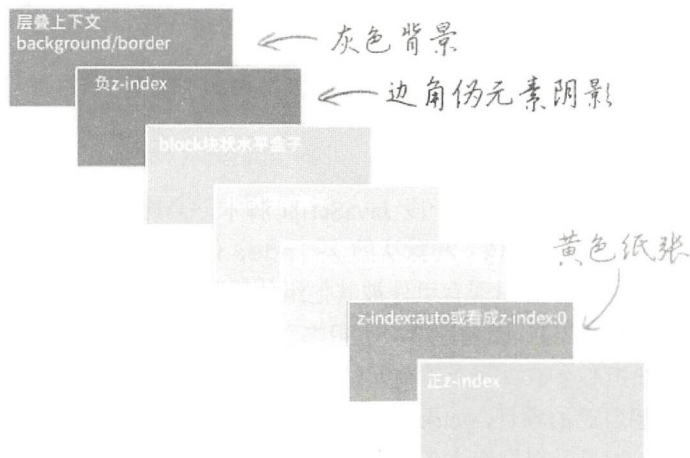 层叠上下文
background/border
灰色背景
负z-index
边角伪元素阴影
block块状水平盒子
黄色纸张
z-index:auto或看成z-index:0
正z-index